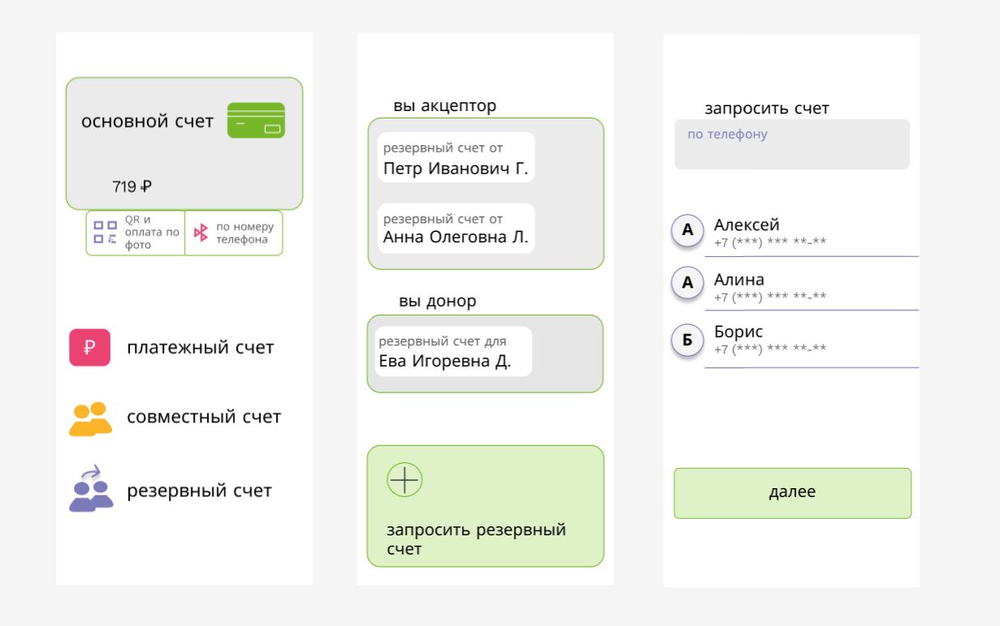 основной счет
719 ₽
QR и
оплата по
фото
по номеру
телефона
₽
платежный счет
совместный счет
резервный счет
вы акцептор
резервный счет от
Петр Иванович Г.
резервный счет от
Анна Олеговна Л.
вы донор
резервный счет для
Ева Игоревна Д.
запросить резервный
счет
запросить счет
по телефону
А
Алексей
+7 (***) *** **-**
А
Алина
+7 (***) *** **-**
Б
Борис
+7 (***) *** **-**
далее